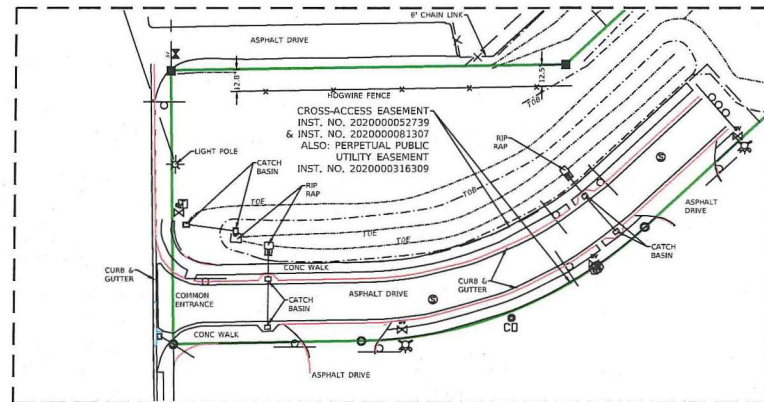 6' CHAIN LINK
ASPHALT DRIVE
12.0'
12.5'
HOGWIRE FENCE
TOB
CROSS-ACCESS EASEMENT
INST. NO. 2020000052739
& INST. NO. 2020000081307
ALSO: PERPETUAL PUBLIC
UTILITY EASEMENT
INST. NO. 2020000316309
RIP
RAP
SV
LIGHT POLE
CATCH
BASIN
RIP
RAP
S
TOE
TOB
ASPHALT
DRIVE
TOE
TOE
CATCH
BASIN
CONC WALK
CURB &
GUTTER
CURB &
GUTTER
SV
COMMON
ENTRANCE
CATCH
BASIN
ASPHALT DRIVE
S
CO
SV
CONC WALK
ASPHALT DRIVE